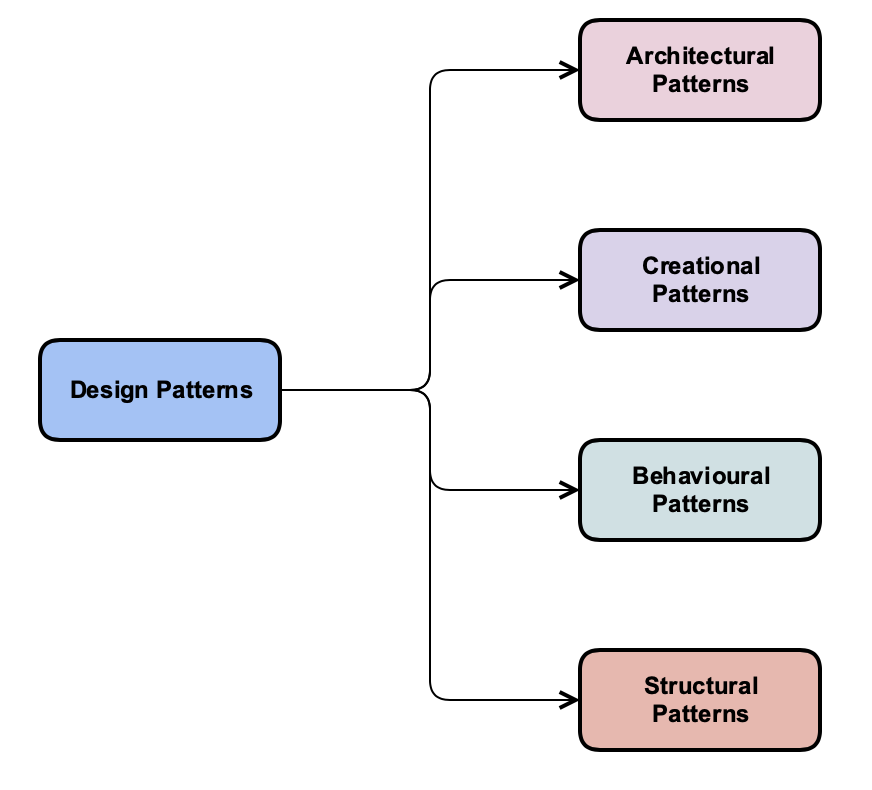 Architectural
Patterns
Creational
Patterns
Design Patterns
Behavioural
Patterns
Structural
Patterns